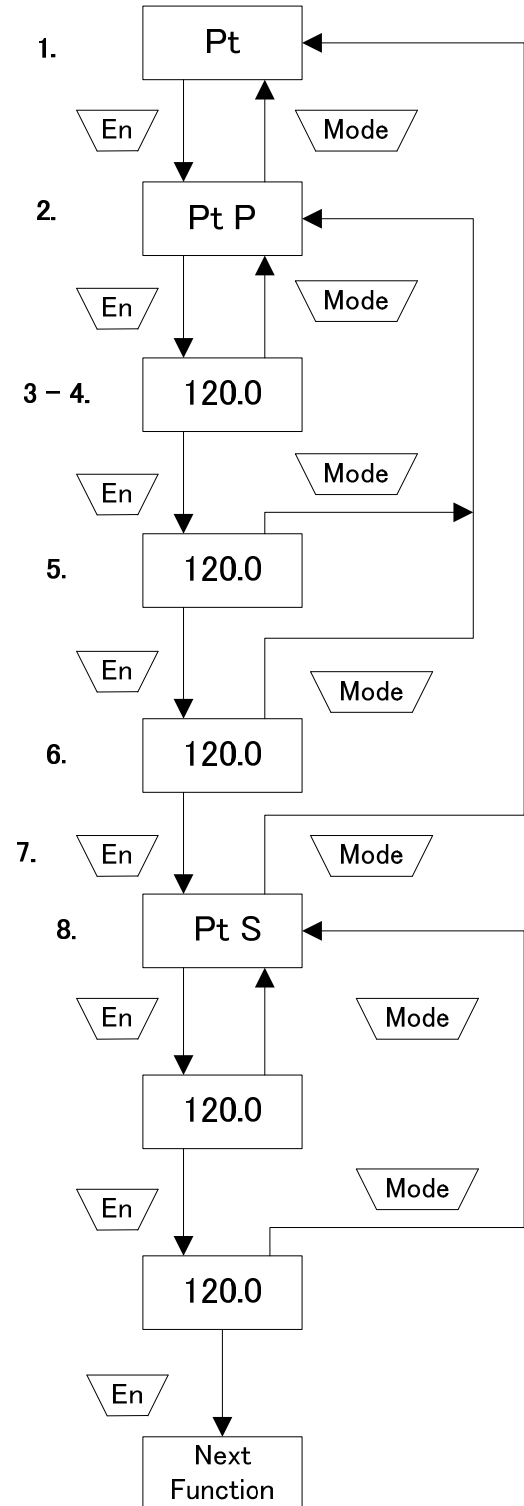 1.
Pt
En
Mode
2.
Pt P
En
Mode
3 – 4.
120.0
En
Mode
5.
120.0
En
Mode
6.
120.0
7.
En
Mode
8.
Pt S
En
Mode
120.0
En
Mode
120.0
En
Next
Function